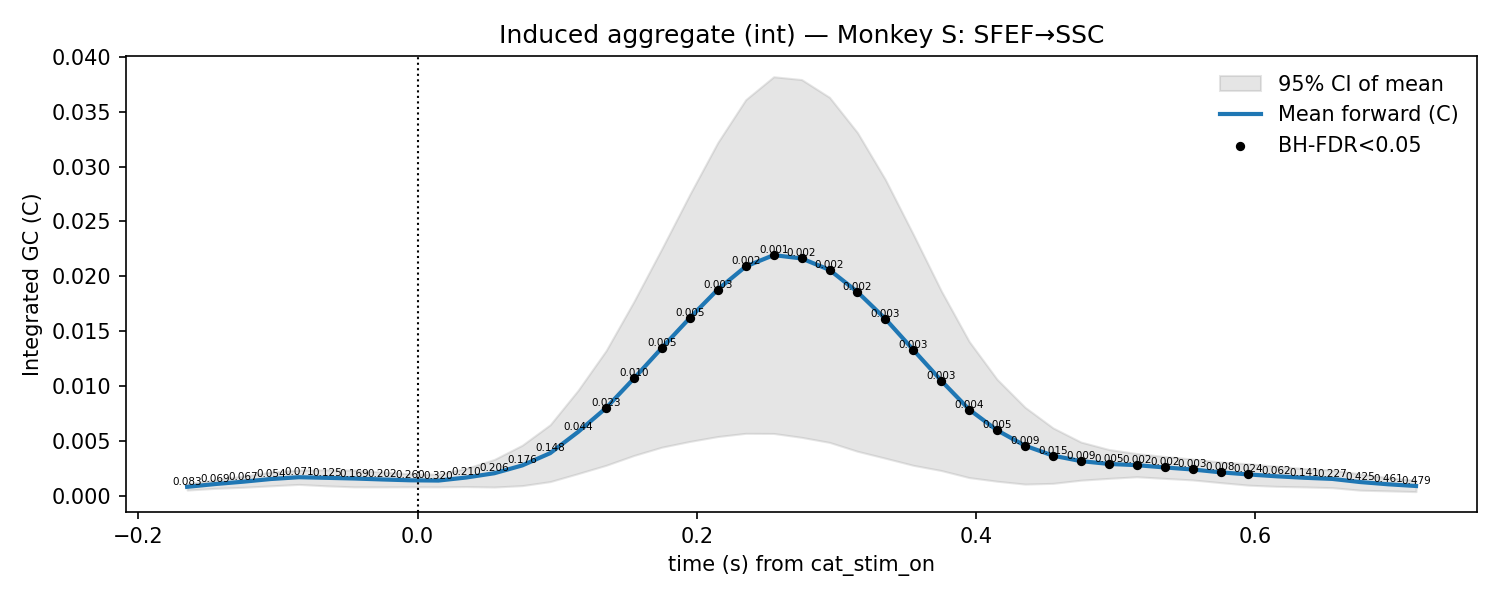 Induced aggregate (int) — Monkey S: SFEF→SSC
0.040
0.035
0.030
0.025
0.020
0.015
0.010
0.005
0.000
Integrated GC (C)
95% CI of mean
Mean forward (C)
BH-FDR<0.05
0.083 0.069 0.067 0.054 0.071 0.125 0.169 0.202 0.260 0.320 0.210 0.206 0.176 0.148 0.044 0.023 0.010 0.005 0.005 0.003 0.002 0.001 0.002 0.002 0.002 0.003 0.003 0.003 0.004 0.005 0.009 0.015 0.009 0.005 0.002 0.002 0.003 0.008 0.024 0.062 0.141 0.227 0.425 0.461 0.479
−0.2 0.0 0.2 0.4 0.6
time (s) from cat_stim_on